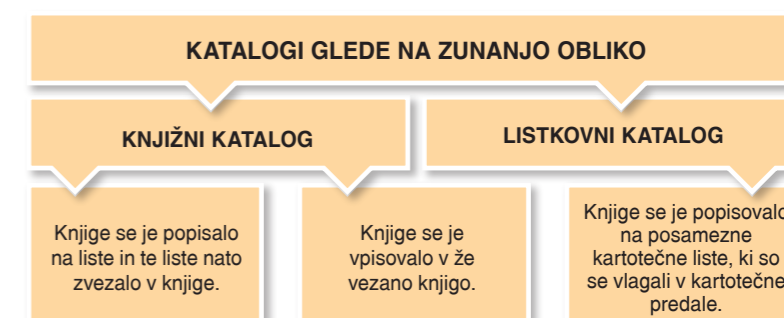 KATALOGI GLEDE NA ZUNANJO OBLIKO
KNJIŽNI KATALOG
LISTKOVNI KATALOG
Knjige se je popisalo
na liste in te liste nato
zvezalo v knjige.
Knjige se je
vpisovalo v že
vezano knjigo.
Knjige se je popisovalo
na posamezne
kartotečne liste, ki so
se vlagali v kartotečne
predale.